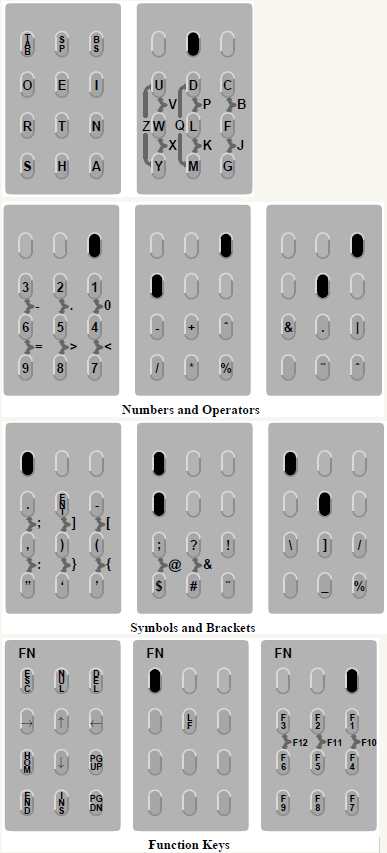 TAB SP BS
O E I U D C
V P B
R T N Z W Q L F
X K J
S H A Y M G
3 2 1
- . 0
6 5 4 - + ˆ & . |
= > <
9 8 7 / * % ~ ˆ
Numbers and Operators
. ENT -
; ] [
, ) ( ; ? ! \ ] /
: } { @ &
” ‘ ’ $ # ~ _ %
Symbols and Brackets
FN FN FN
ESC NUL DEL
→ ↑ ← LF F3 F2 F1
F12 F11 F10
HOM ↓ PGUP F6 F5 F4
END INS PGDN F9 F8 F7
Function Keys